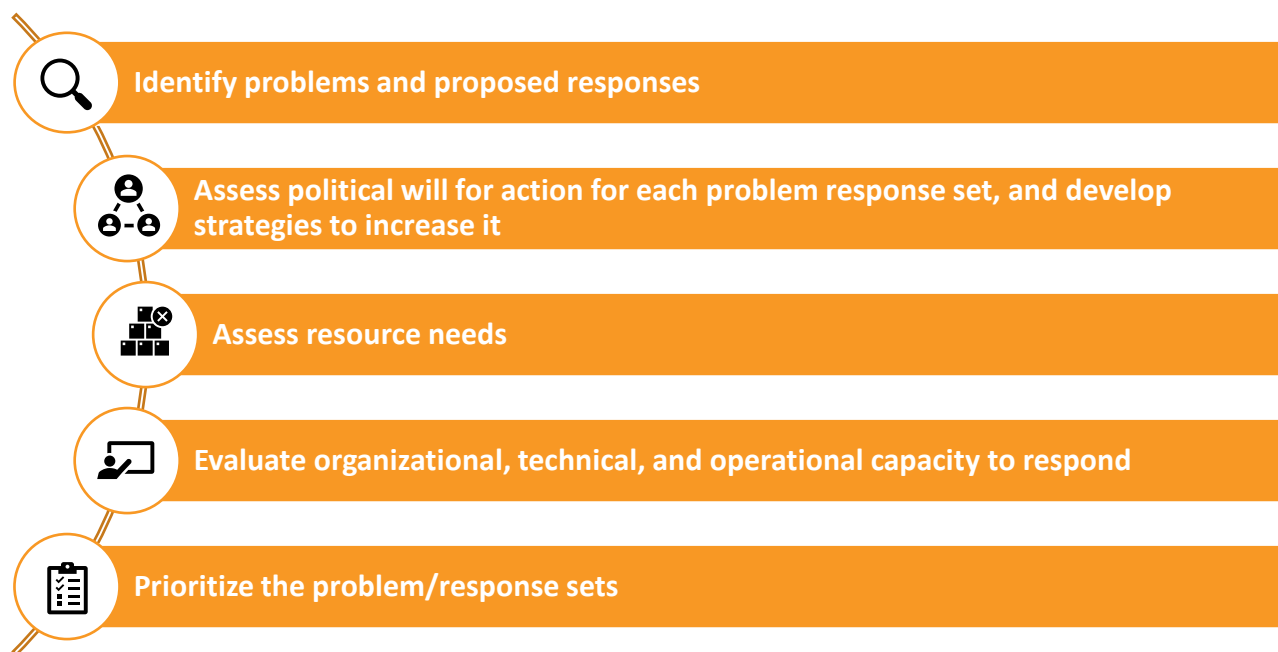 Identify problems and proposed responses
Assess political will for action for each problem response set, and develop
strategies to increase it
Assess resource needs
Evaluate organizational, technical, and operational capacity to respond
Prioritize the problem/response sets